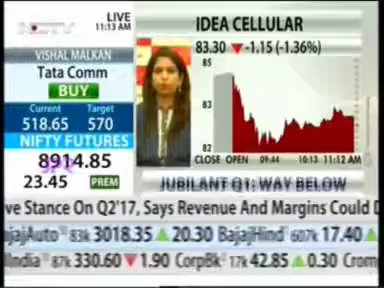 NDTV
LIVE
11:13 AM
VISHAL MALKAN
Tata Comm
BUY
Current Target
518.65 570
NIFTY FUTURES
8914.85
23.45 PREM
IDEA CELLULAR
83.30 ▼ -1.15 (-1.36%)
85
83
82
CLOSE OPEN 09:44 10:13 11:12 AM
JUBILANT Q1: WAY BELOW
ve Stance On Q2'17, Says Revenue And Margins Could D
BajajAuto 83k 3018.35 ▲ 20.30 BajajHind 607k 17.40 ▲
India 87k 330.60 ▼ 1.90 CorpBk 17k 42.85 ▲ 0.30 Crom